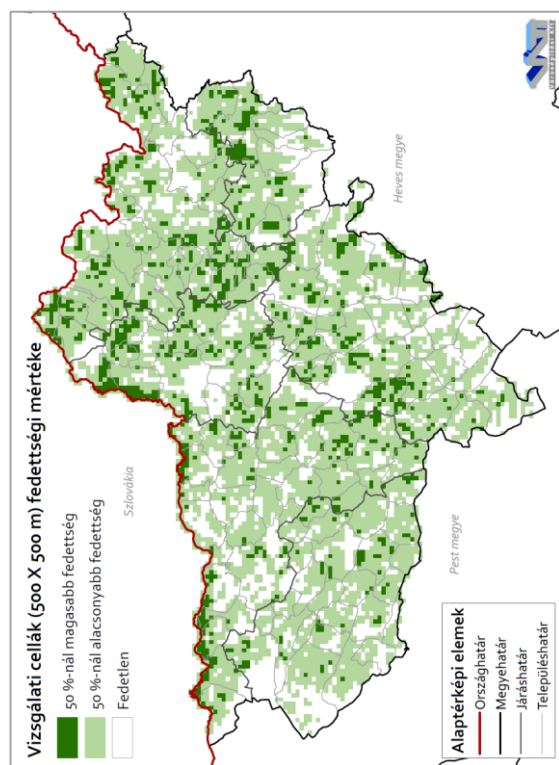 Vizsgálati cellák (500 X 500 m) fedettségi mértéke
50 %-nál magasabb fedettség
50 %-nál alacsonyabb fedettség
Fedetlen
Szlovákia
Heves megye
Pest megye
Alaptérképi elemek
Országhatár
Megyehatár
Járáshatár
Településhatár